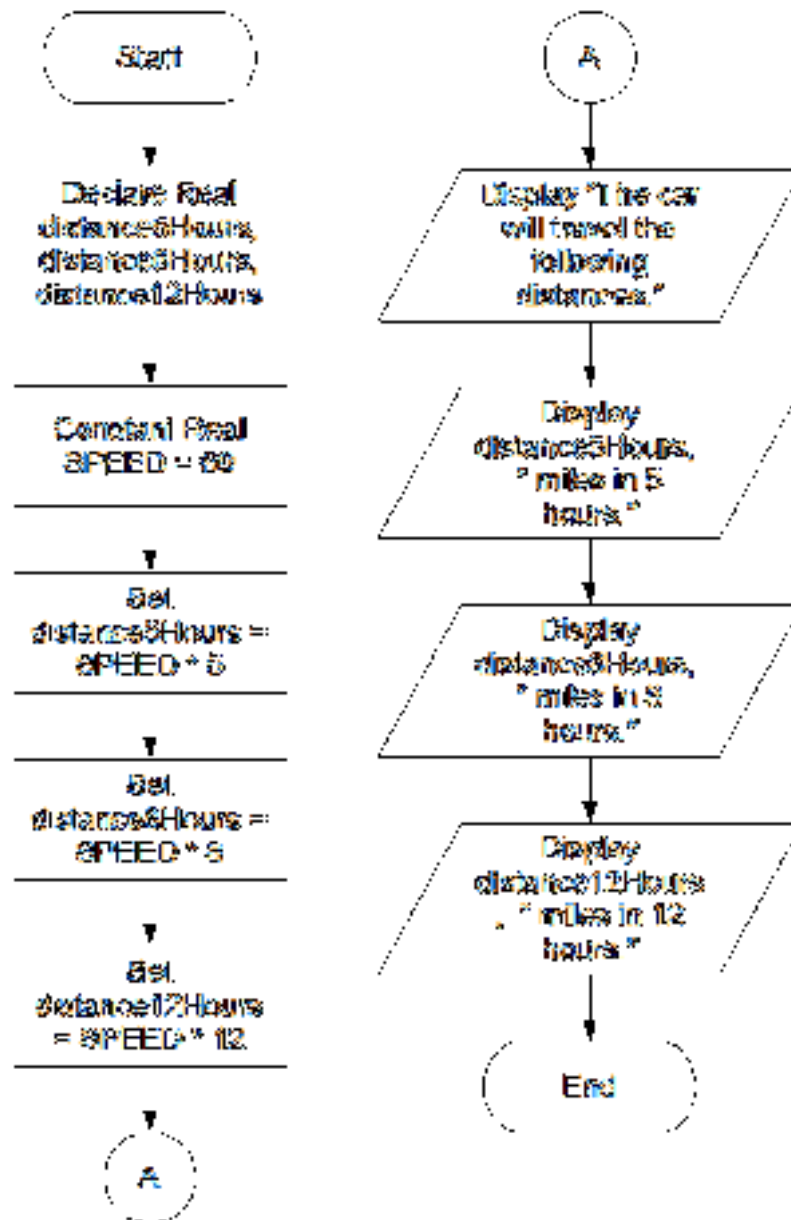 Start
Declare Real
distance5Hours,
distance8Hours,
distance12Hours
Constant Real
SPEED = 60
Set
distance5Hours =
SPEED * 5
Set
distance8Hours =
SPEED * 8
Set
distance12Hours
= SPEED * 12
A
A
Display "The car
will travel the
following
distances."
Display
distance5Hours,
" miles in 5
hours."
Display
distance8Hours,
" miles in 8
hours."
Display
distance12Hours
, " miles in 12
hours."
End